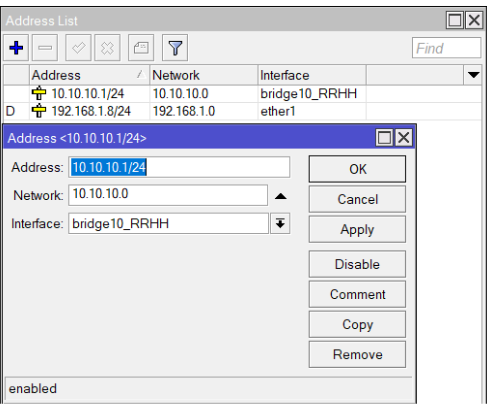 Address List
Find
Address Network Interface
10.10.10.1/24 10.10.10.0 bridge10_RRHH
D 192.168.1.8/24 192.168.1.0 ether1
Address <10.10.10.1/24>
Address: 10.10.10.1/24
Network: 10.10.10.0
Interface: bridge10_RRHH
OK
Cancel
Apply
Disable
Comment
Copy
Remove
enabled